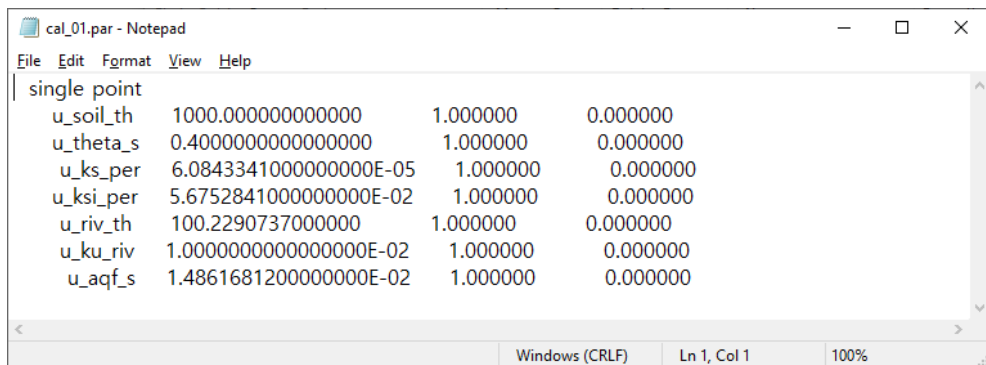 cal_01.par - Notepad
File Edit Format View Help
single point
u_soil_th 1000.000000000000 1.000000 0.000000
u_theta_s 0.4000000000000000 1.000000 0.000000
u_ks_per 6.0843341000000000E-05 1.000000 0.000000
u_ksi_per 5.6752841000000000E-02 1.000000 0.000000
u_riv_th 100.2290737000000 1.000000 0.000000
u_ku_riv 1.0000000000000000E-02 1.000000 0.000000
u_aqf_s 1.4861681200000000E-02 1.000000 0.000000
Windows (CRLF) Ln 1, Col 1 100%